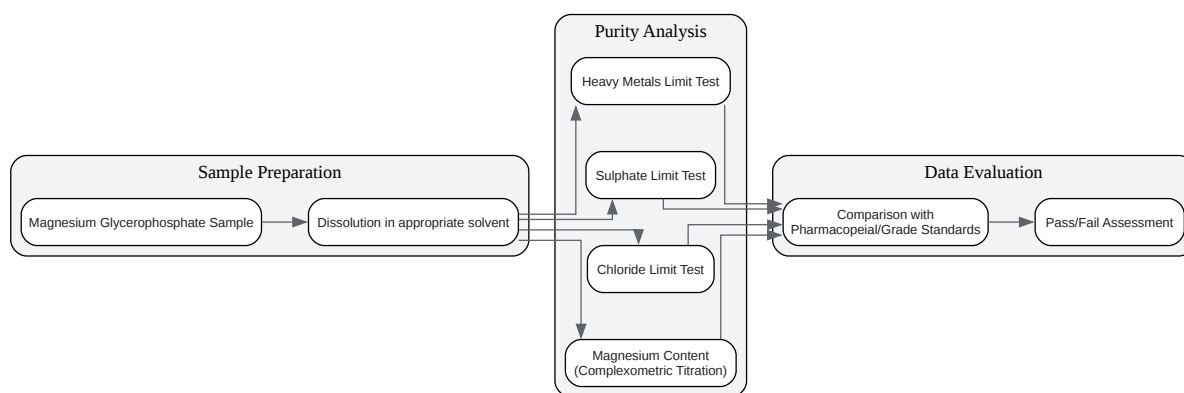 Purity Analysis
Heavy Metals Limit Test
Sulphate Limit Test
Chloride Limit Test
Magnesium Content
(Complexometric Titration)
Sample Preparation
Magnesium Glycerophosphate Sample
Dissolution in appropriate solvent
Data Evaluation
Comparison with
Pharmacopeial/Grade Standards
Pass/Fail Assessment